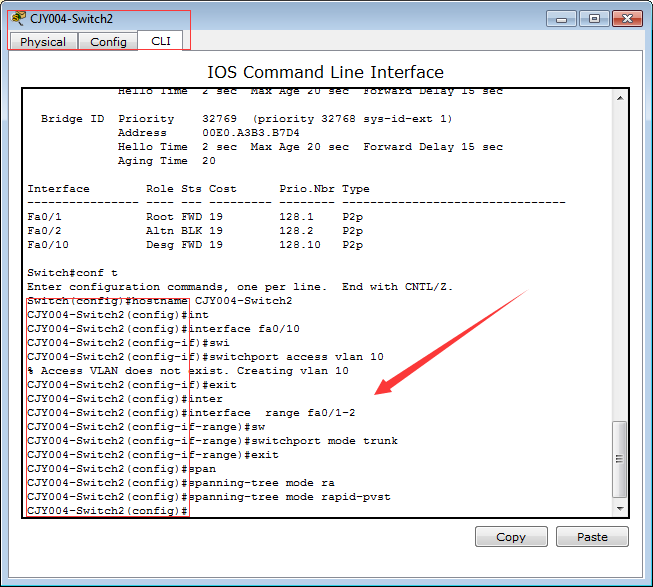 CJY004-Switch2
Physical Config CLI
IOS Command Line Interface
Hello Time  2 sec  Max Age 20 sec  Forward Delay 15 sec
Bridge ID  Priority    32769  (priority 32768 sys-id-ext 1)
Address     00E0.A3B3.B7D4
Hello Time  2 sec  Max Age 20 sec  Forward Delay 15 sec
Aging Time  20
Interface        Role Sts Cost      Prio.Nbr Type
---------------- ---- --- --------- -------- --------------------------------
Fa0/1            Root FWD 19        128.1    P2p
Fa0/2            Altn BLK 19        128.2    P2p
Fa0/10           Desg FWD 19        128.10   P2p
Switch#conf t
Enter configuration commands, one per line.  End with CNTL/Z.
Switch(config)#hostname CJY004-Switch2
CJY004-Switch2(config)#int
CJY004-Switch2(config)#interface fa0/10
CJY004-Switch2(config-if)#swi
CJY004-Switch2(config-if)#switchport access vlan 10
% Access VLAN does not exist. Creating vlan 10
CJY004-Switch2(config-if)#exit
CJY004-Switch2(config)#inter
CJY004-Switch2(config)#interface  range fa0/1-2
CJY004-Switch2(config-if-range)#sw
CJY004-Switch2(config-if-range)#switchport mode trunk
CJY004-Switch2(config-if-range)#exit
CJY004-Switch2(config)#span
CJY004-Switch2(config)#spanning-tree mode ra
CJY004-Switch2(config)#spanning-tree mode rapid-pvst
CJY004-Switch2(config)#
Copy Paste